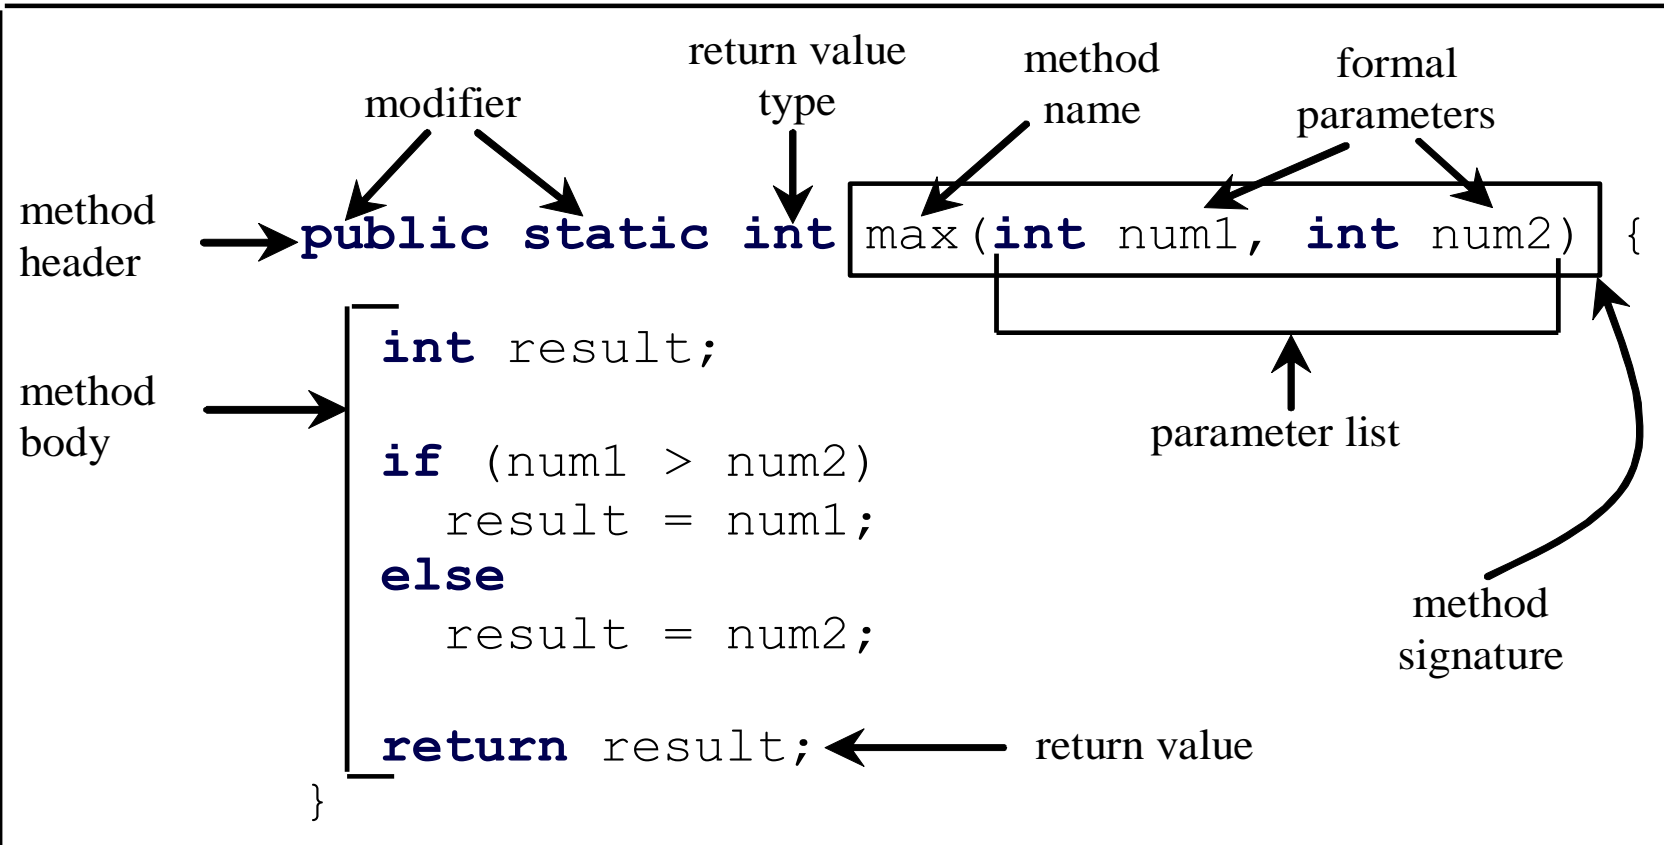 return value
type
method
name
formal
parameters
modifier
method
header
public static int max(int num1, int num2) {
int result;
method
body
parameter list
if (num1 > num2)
result = num1;
else
result = num2;
method
signature
return result;
return value
}